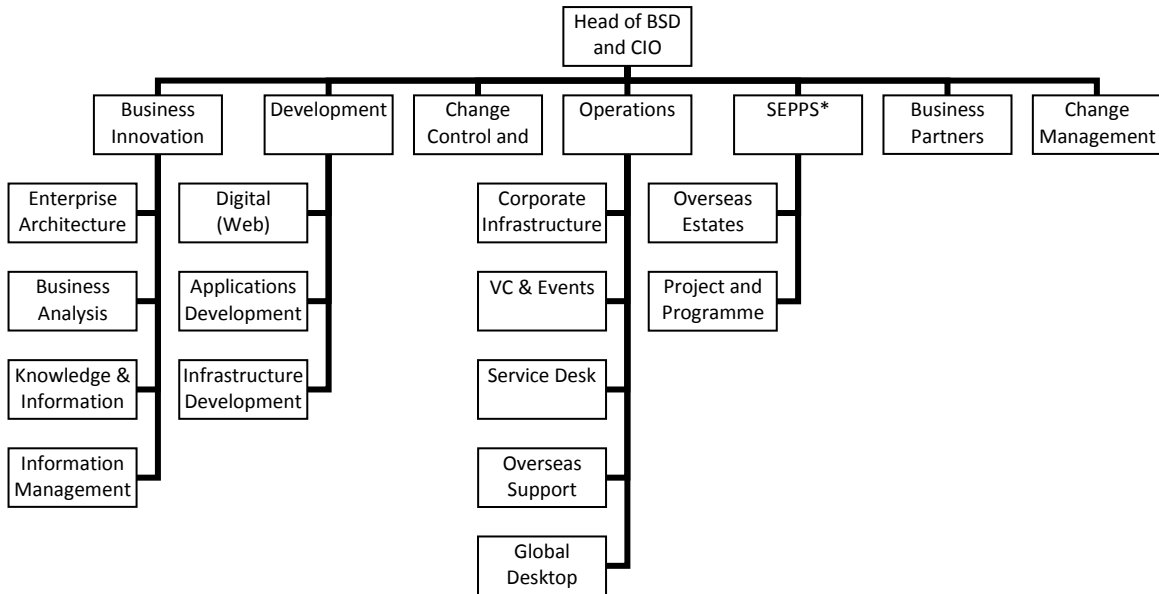 Head of BSD
and CIO
Business
Innovation
Development
Change
Control and
Operations
SEPPS*
Business
Partners
Change
Management
Enterprise
Architecture
Business
Analysis
Knowledge &
Information
Information
Management
Digital
(Web)
Applications
Development
Infrastructure
Development
Corporate
Infrastructure
VC & Events
Service Desk
Overseas
Support
Global
Desktop
Overseas
Estates
Project and
Programme